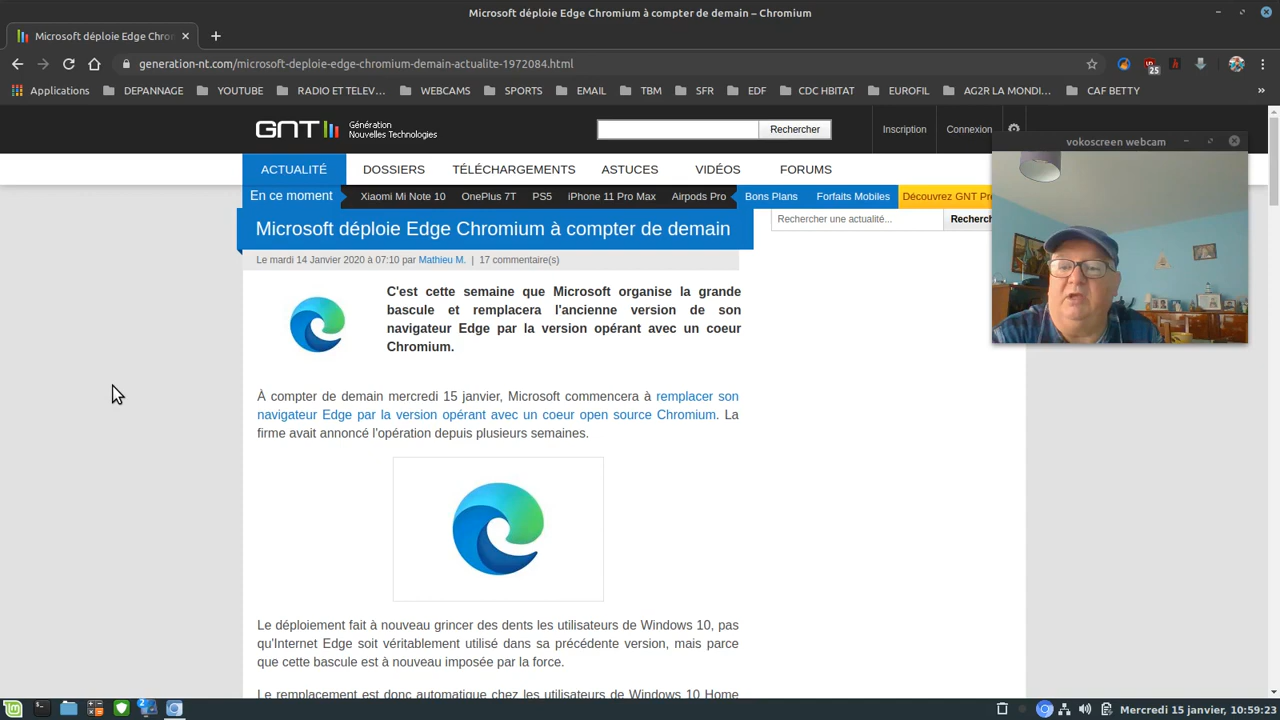 Microsoft déploie Edge Chromium à compter de demain – Chromium
Microsoft déploie Edge Chro
generation-nt.com/microsoft-deploie-edge-chromium-demain-actualite-1972084.html
25
Applications
DEPANNAGE
YOUTUBE
RADIO ET TELEV…
WEBCAMS
SPORTS
EMAIL
TBM
SFR
EDF
CDC HBITAT
EUROFIL
AG2R LA MONDI…
CAF BETTY
»
GNT
Génération
Nouvelles Technologies
Rechercher
Inscription
Connexion
vokoscreen webcam
ACTUALITÉ
DOSSIERS
TÉLÉCHARGEMENTS
ASTUCES
VIDÉOS
FORUMS
En ce moment
Xiaomi Mi Note 10
OnePlus 7T
PS5
iPhone 11 Pro Max
Airpods Pro
Bons Plans
Forfaits Mobiles
Découvrez GNT Pre
Microsoft déploie Edge Chromium à compter de demain
Rechercher une actualité...
Recherch
Le mardi 14 Janvier 2020 à 07:10 par Mathieu M. | 17 commentaire(s)
C'est cette semaine que Microsoft organise la grande
bascule et remplacera l'ancienne version de son
navigateur Edge par la version opérant avec un coeur
Chromium.
À compter de demain mercredi 15 janvier, Microsoft commencera à remplacer son
navigateur Edge par la version opérant avec un coeur open source Chromium. La
firme avait annoncé l'opération depuis plusieurs semaines.
Le déploiement fait à nouveau grincer des dents les utilisateurs de Windows 10, pas
qu'Internet Edge soit véritablement utilisé dans sa précédente version, mais parce
que cette bascule est à nouveau imposée par la force.
Le remplacement est donc automatique chez les utilisateurs de Windows 10 Home
2
Mercredi 15 janvier, 10:59:23